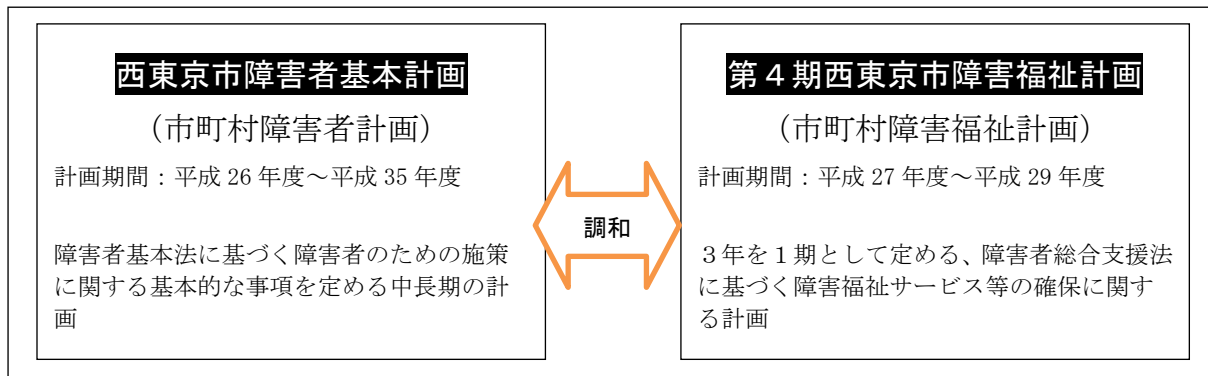 西東京市障害者基本計画
（市町村障害者計画）
計画期間：平成 26 年度～平成 35 年度
障害者基本法に基づく障害者のための施策
に関する基本的な事項を定める中長期の計
画
調和
第４期西東京市障害福祉計画
（市町村障害福祉計画）
計画期間：平成 27 年度～平成 29 年度
３年を１期として定める、障害者総合支援法
に基づく障害福祉サービス等の確保に関す
る計画